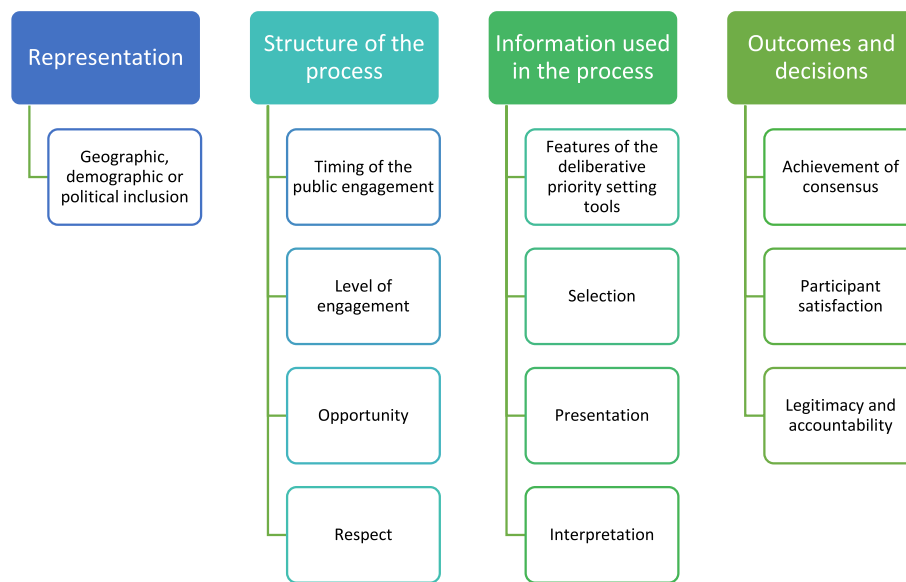 Representation
Geographic,
demographic or
political inclusion
Structure of the
process
Timing of the
public engagement
Level of
engagement
Opportunity
Respect
Information used
in the process
Features of the
deliberative
priority setting
tools
Selection
Presentation
Interpretation
Outcomes and
decisions
Achievement of
consensus
Participant
satisfaction
Legitimacy and
accountability